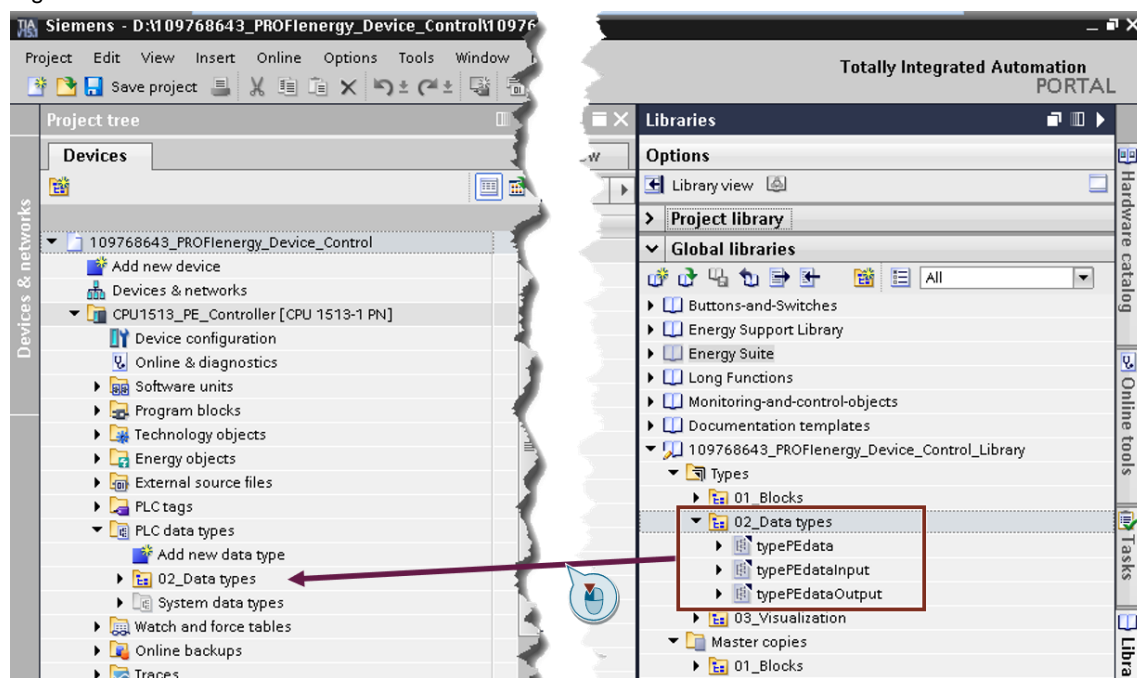 Siemens - D:\109768643_PROFIenergy_Device_Control\10976
Project Edit View Insert Online Options Tools Window
Totally Integrated Automation
PORTAL
Save project
Project tree
Devices
Devices & networks
109768643_PROFIenergy_Device_Control
Add new device
Devices & networks
CPU1513_PE_Controller [CPU 1513-1 PN]
Device configuration
Online & diagnostics
Software units
Program blocks
Technology objects
Energy objects
External source files
PLC tags
PLC data types
Add new data type
02_Data types
System data types
Watch and force tables
Online backups
Traces
Libraries
Options
Library view
Project library
Global libraries
All
Buttons-and-Switches
Energy Support Library
Energy Suite
Long Functions
Monitoring-and-control-objects
Documentation templates
109768643_PROFIenergy_Device_Control_Library
Types
01_Blocks
02_Data types
typePEdata
typePEdataInput
typePEdataOutput
03_Visualization
Master copies
01_Blocks
Hardware catalog
Online tools
Tasks
Libra